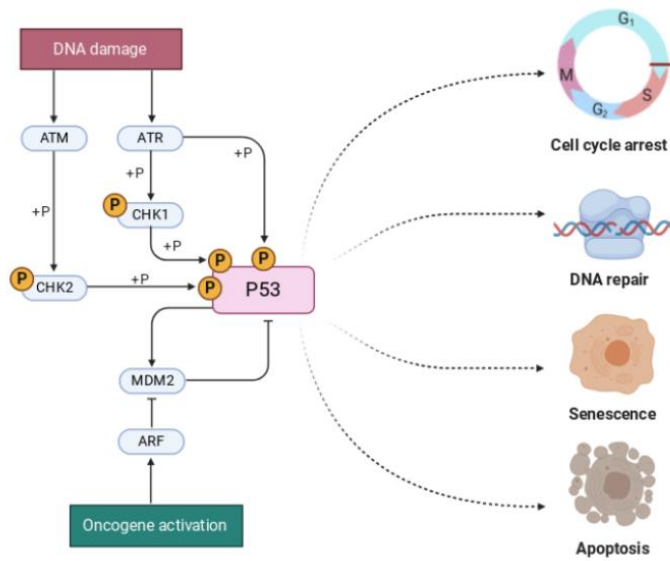 DNA damage
G₁
M
S
G₂
Cell cycle arrest
ATM
ATR
+P
+P
+P
P
CHK1
+P
P
P
P
CHK2
+P
P
P53
DNA repair
MDM2
Senescence
ARF
Oncogene activation
Apoptosis